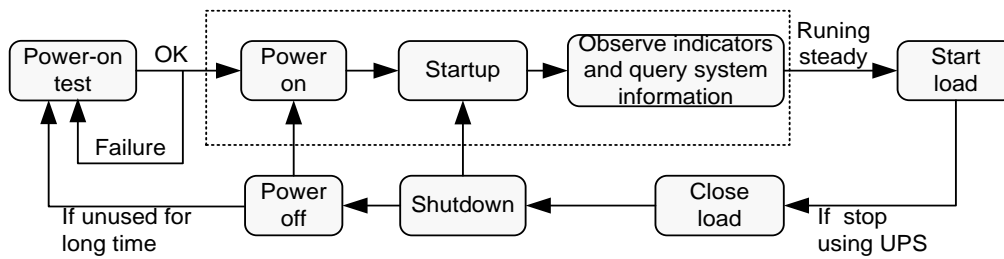 Power-on
test
OK
Failure
Power
on
Startup
Observe indicators
and query system
information
Runing
steady
Start
load
If unused for
long time
Power
off
Shutdown
Close
load
If stop
using UPS